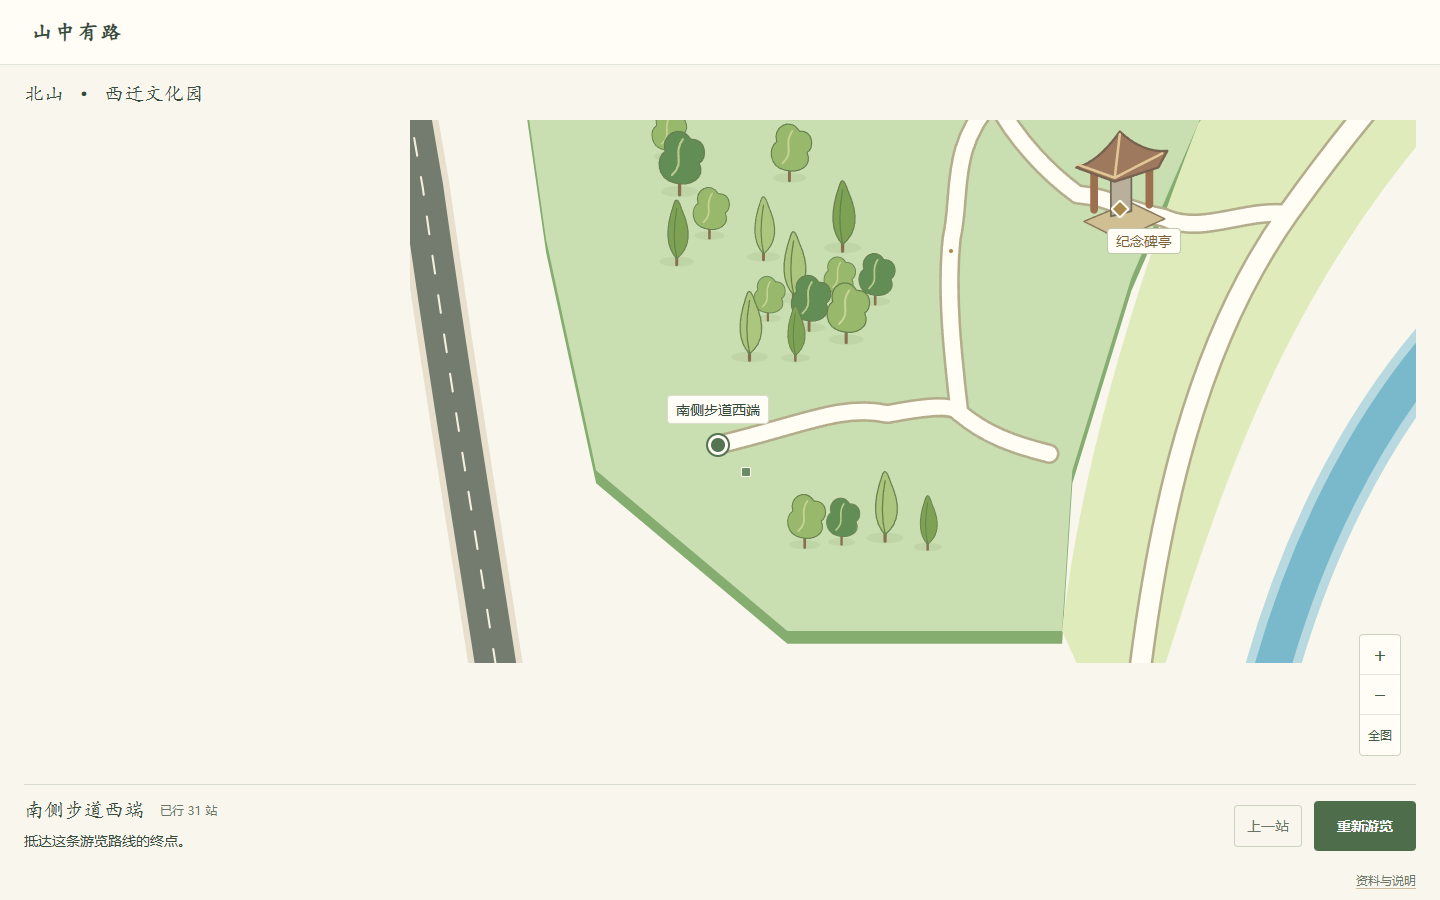 山中有路
北山 • 西迁文化园
纪念碑亭
南侧步道西端
+
−
全图
南侧步道西端 已行 31 站
抵达这条游览路线的终点。
上一站
重新游览
资料与说明